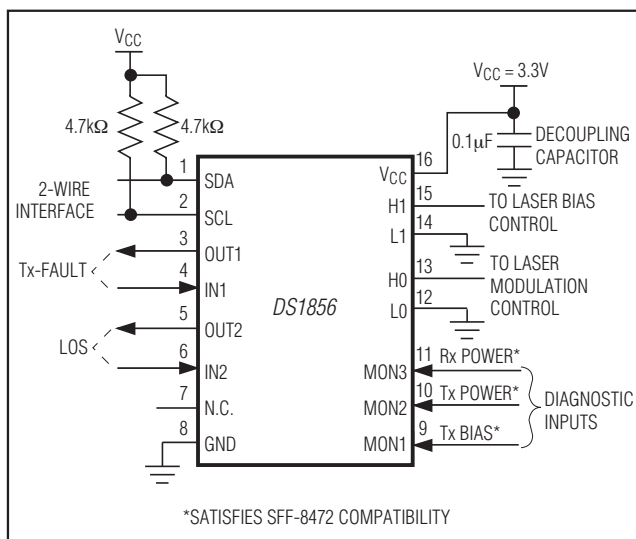 VCC
4.7kΩ
4.7kΩ
2-WIRE
INTERFACE
Tx-FAULT
LOS
1
2
3
4
5
6
7
8
SDA
SCL
OUT1
IN1
OUT2
IN2
N.C.
GND
DS1856
VCC
H1
L1
H0
L0
MON3
MON2
MON1
16
15
14
13
12
11
10
9
VCC = 3.3V
0.1μF
DECOUPLING
CAPACITOR
TO LASER BIAS
CONTROL
TO LASER
MODULATION
CONTROL
Rx POWER*
Tx POWER*
Tx BIAS*
DIAGNOSTIC
INPUTS
*SATISFIES SFF-8472 COMPATIBILITY